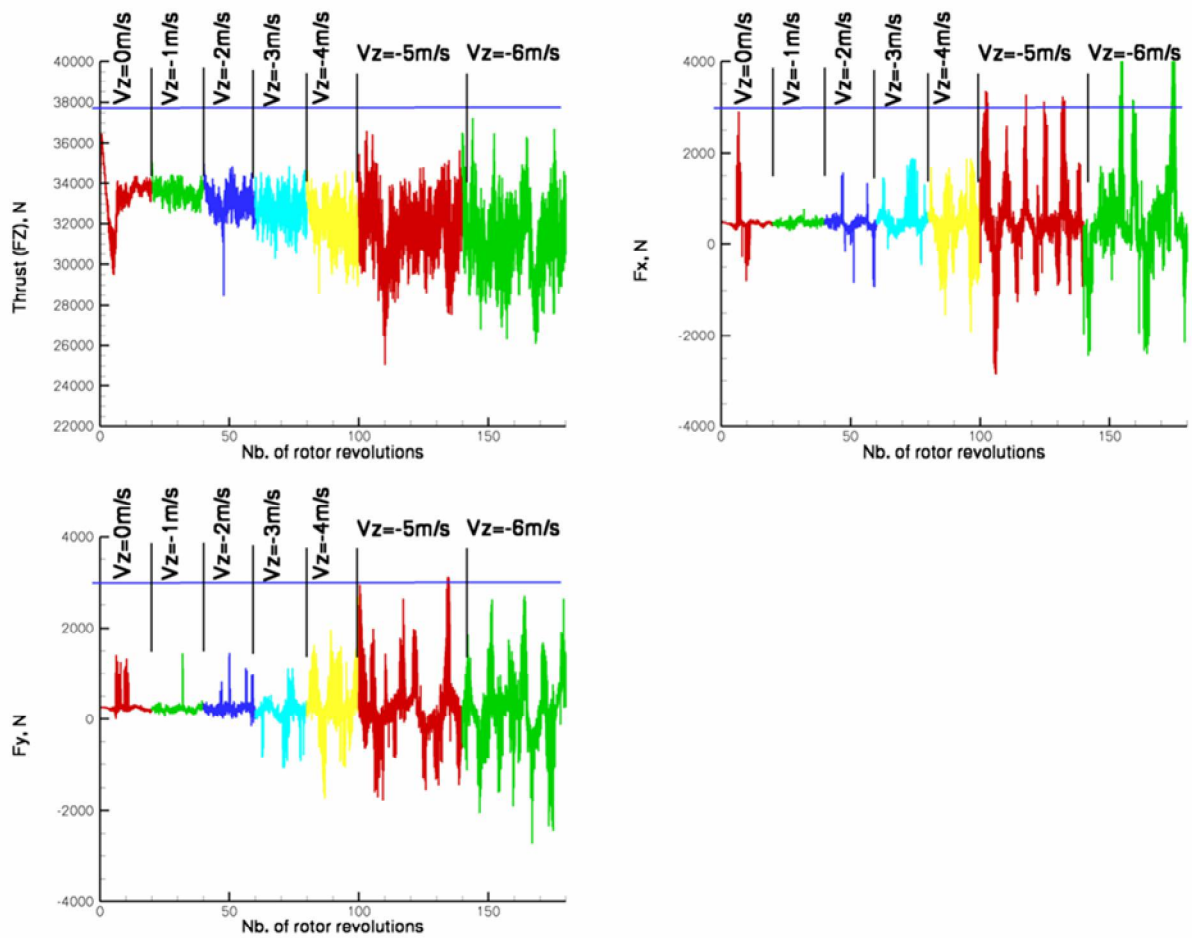 Vz=0m/s
Vz=-1m/s
Vz=-2m/s
Vz=-3m/s
Vz=-4m/s
Vz=-5m/s
Vz=-6m/s
40000
38000
36000
34000
32000
30000
28000
26000
24000
22000
Thrust (FZ), N
0
50
100
150
Nb. of rotor revolutions
Vz=0m/s
Vz=-1m/s
Vz=-2m/s
Vz=-3m/s
Vz=-4m/s
Vz=-5m/s
Vz=-6m/s
4000
2000
0
-2000
-4000
Fx, N
0
50
100
150
Nb. of rotor revolutions
Vz=0m/s
Vz=-1m/s
Vz=-2m/s
Vz=-3m/s
Vz=-4m/s
Vz=-5m/s
Vz=-6m/s
4000
2000
0
-2000
-4000
Fy, N
0
50
100
150
Nb. of rotor revolutions